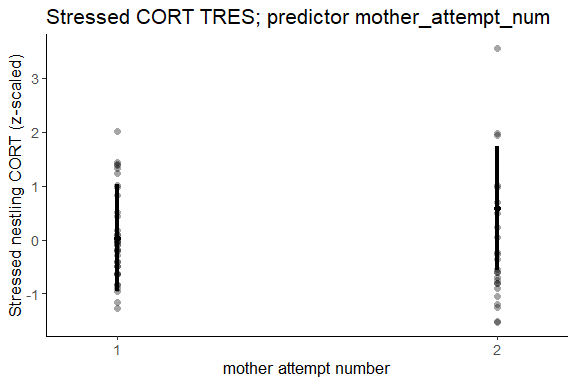 Stressed CORT TRES; predictor mother_attempt_num
Stressed nestling CORT (z-scaled)
3
2
1
0
-1
1
2
mother attempt number